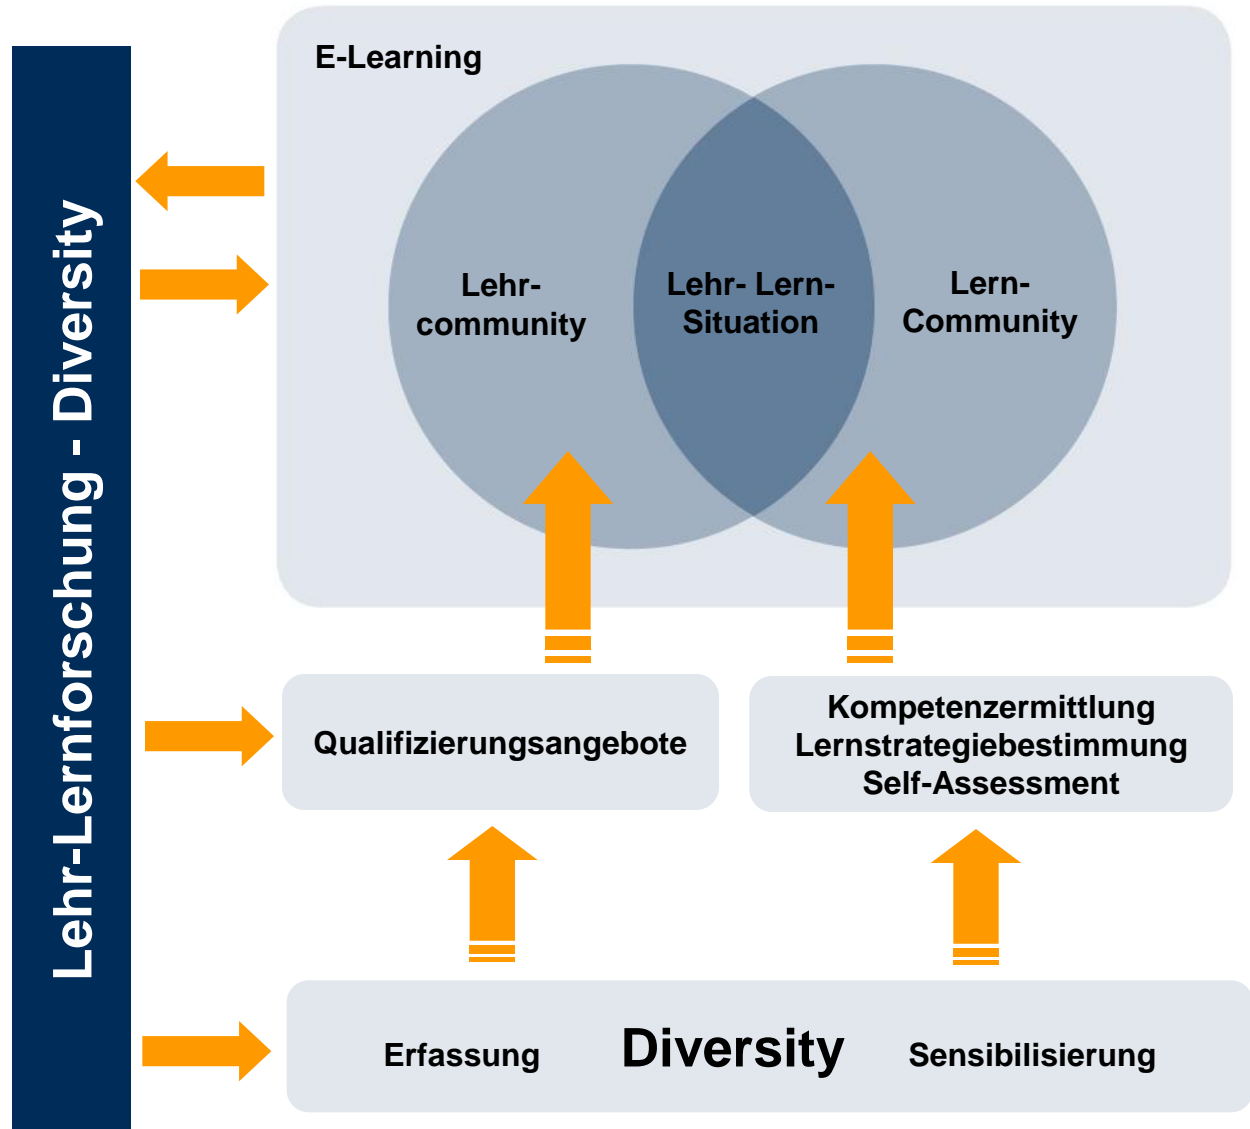 E-Learning
Lehr-Lernforschung - Diversity
Lehr-
community
Lehr- Lern-
Situation
Lern-
Community
Qualifizierungsangebote
Kompetenzermittlung
Lernstrategiebestimmung
Self-Assessment
Erfassung
Diversity
Sensibilisierung